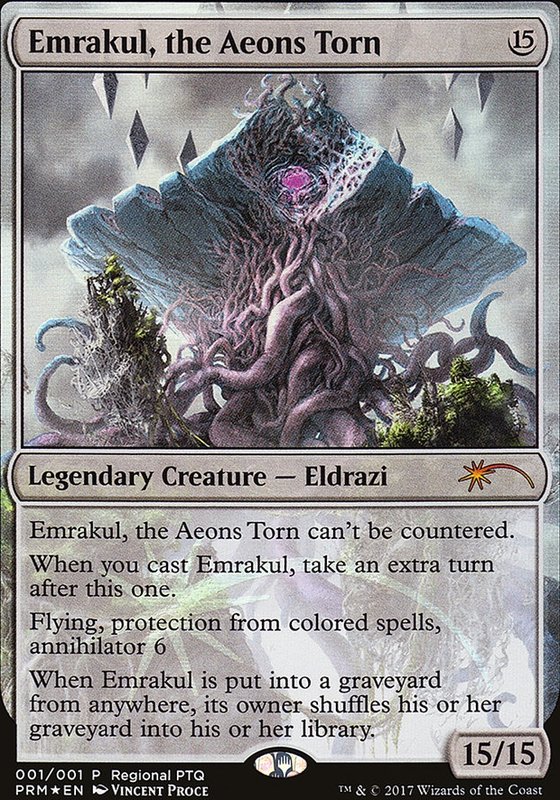 Emrakul, the Aeons Torn 15
Legendary Creature — Eldrazi
Emrakul, the Aeons Torn can't be countered.
When you cast Emrakul, take an extra turn
after this one.
Flying, protection from colored spells,
annihilator 6
When Emrakul is put into a graveyard
from anywhere, its owner shuffles his or her
graveyard into his or her library.
15/15
001/001 P Regional PTQ
PRM★EN Vincent Proce
™ & © 2017 Wizards of the Coast